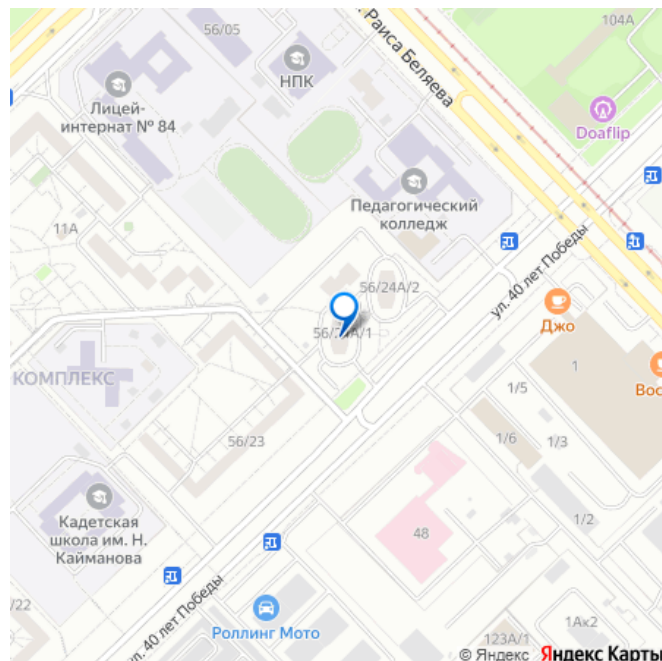 104А
56/05
Раиса Беляева
НПК
Лицей-
интернат № 84
Doaflip
Педагогический
колледж
11А
ул. 40 лет Победы
56/24А/2
Джо
56/24А/1
1
КОМПЛЕКС
1/5
56/23
1/6
1/3
Кадетская
школа им. Н.
Кайманова
1/2
48
/22
ул. 40 лет Победы
Роллинг Мото
1Ак2
123А/1
© Яндекс Яндекс Карты